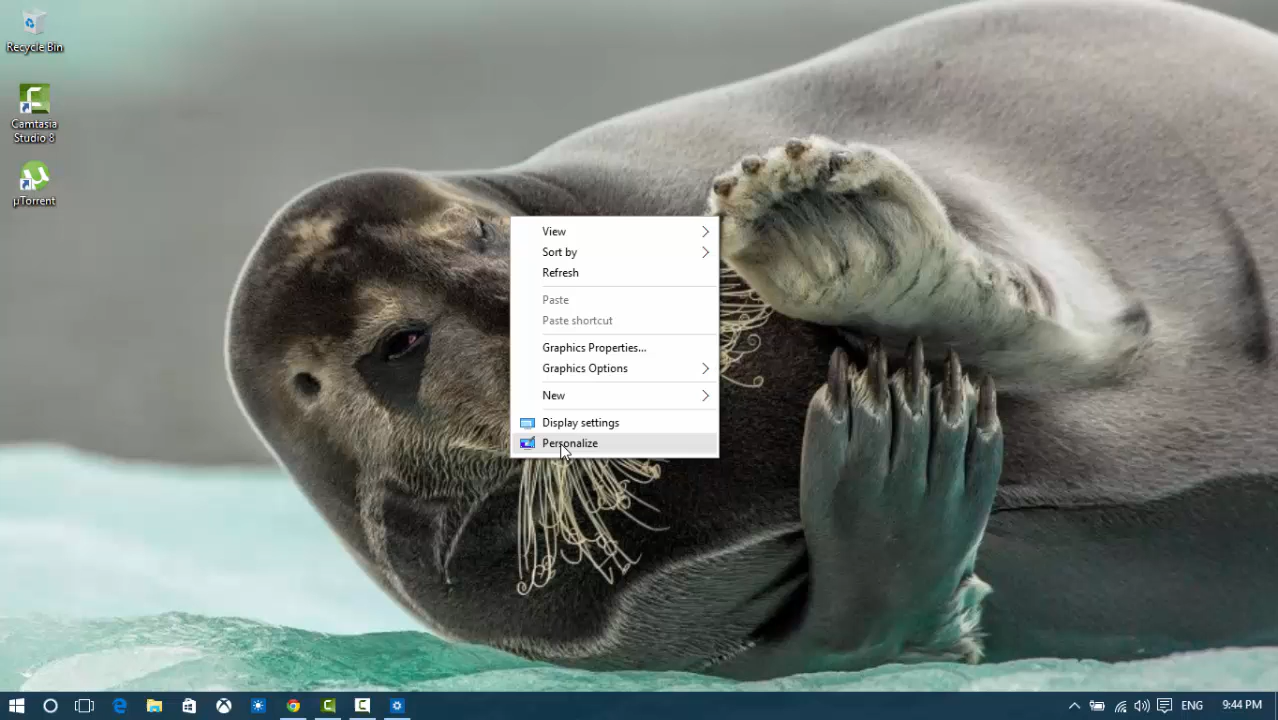 Recycle Bin
Camtasia
Studio 8
µTorrent
View
Sort by
Refresh
Paste
Paste shortcut
Graphics Properties...
Graphics Options
New
Display settings
Personalize
ENG
9:44 PM